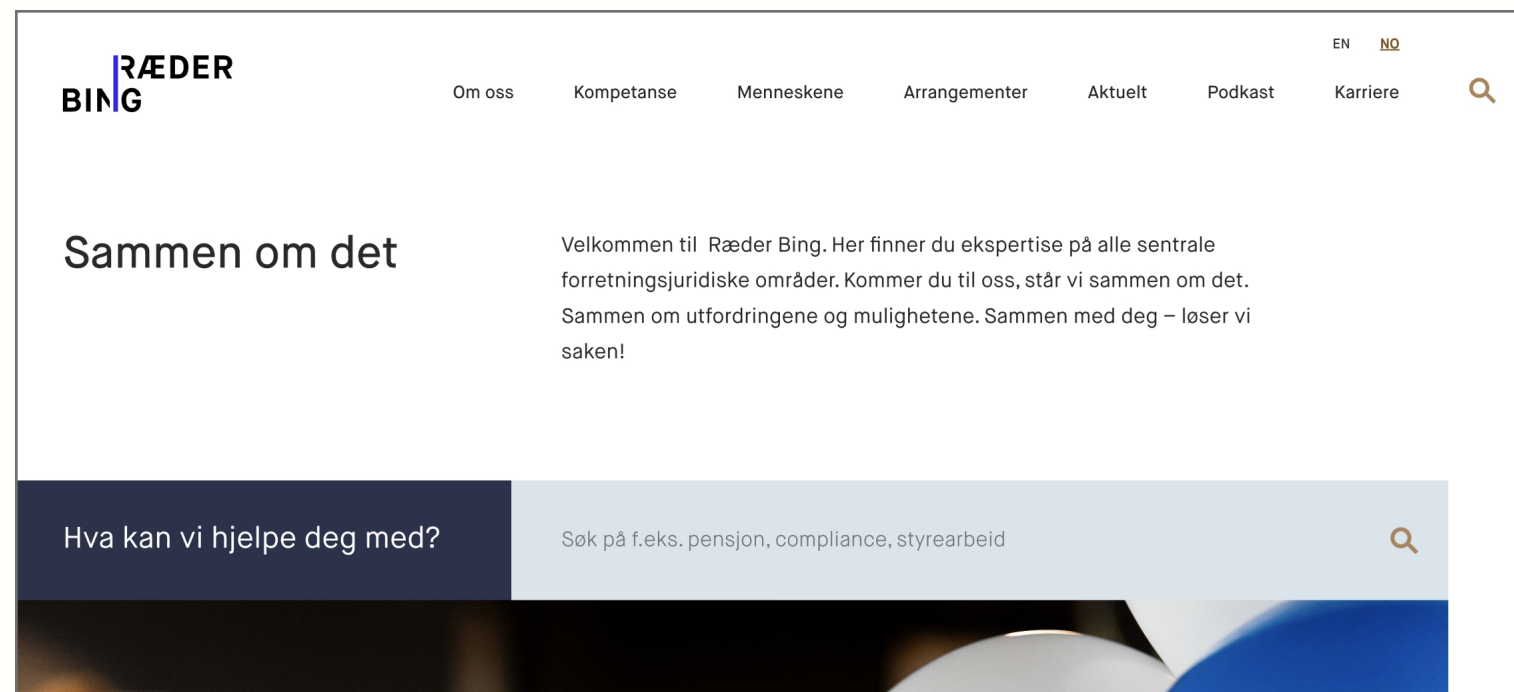 EN NO
RÆDER
BING
Om oss Kompetanse Menneskene Arrangementer Aktuelt Podkast Karriere
Sammen om det
Velkommen til  Ræder Bing. Her finner du ekspertise på alle sentrale
forretningsjuridiske områder. Kommer du til oss, står vi sammen om det.
Sammen om utfordringene og mulighetene. Sammen med deg – løser vi
saken!
Hva kan vi hjelpe deg med?
Søk på f.eks. pensjon, compliance, styrearbeid